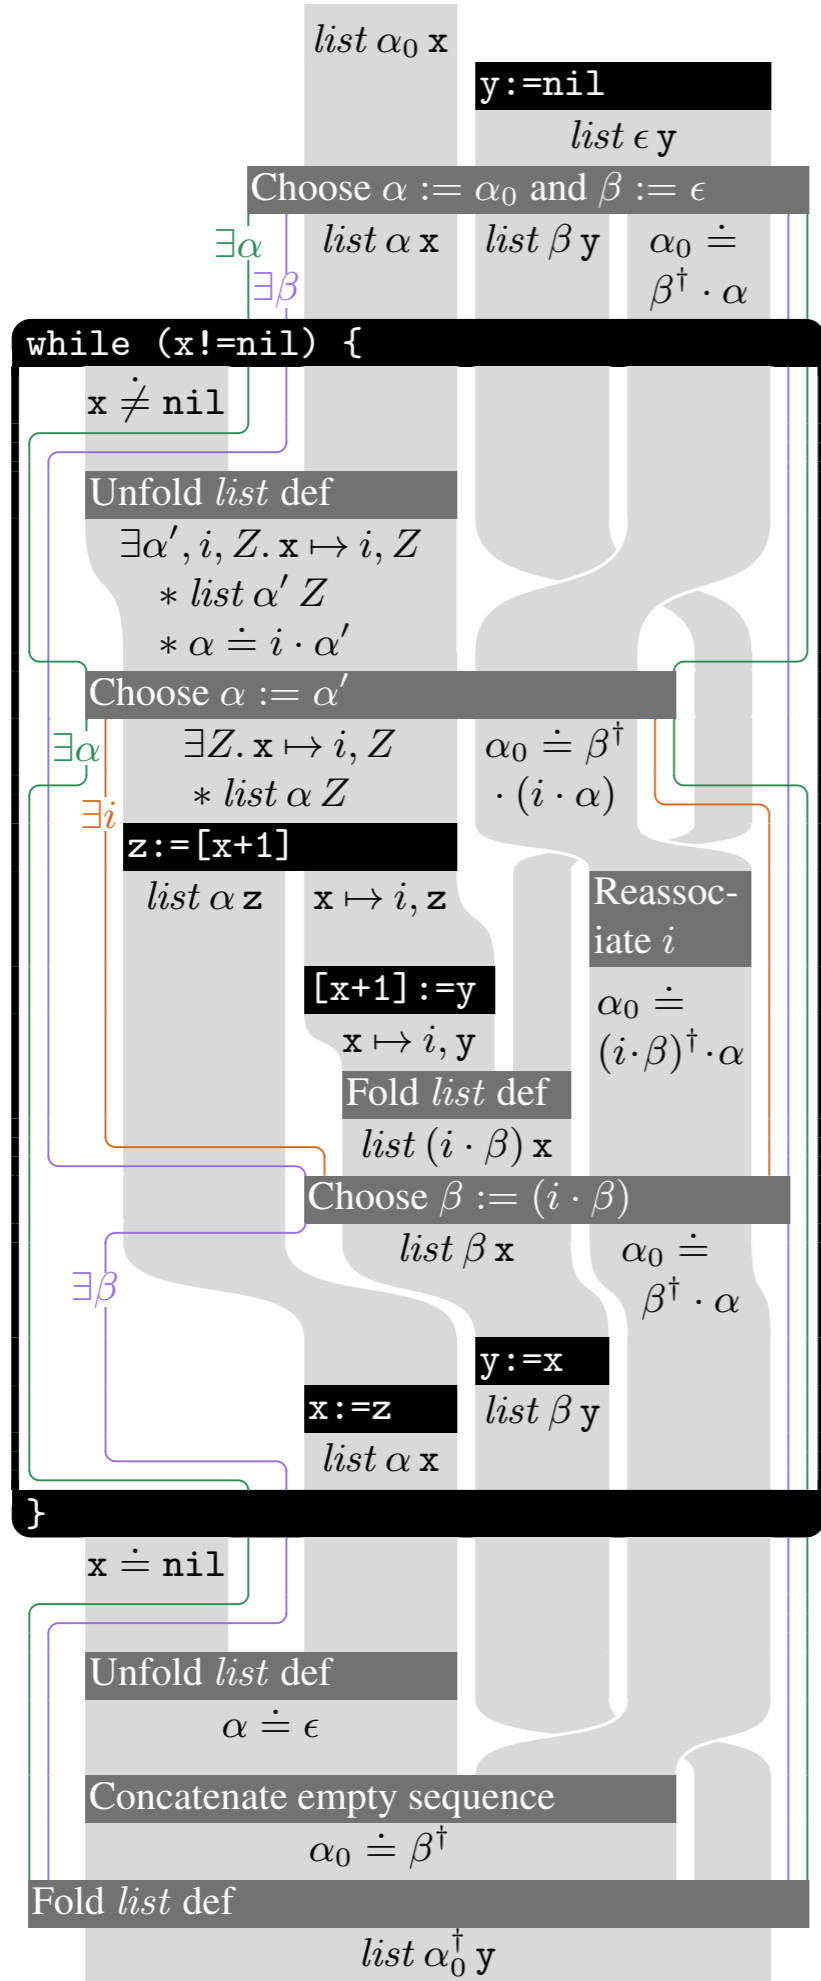 list α₀ x
y:=nil
list ϵ y
Choose α := α₀ and β := ϵ
∃α
list α x
list β y
α₀ ≐
∃β
β† · α
while (x!=nil) {
x ≠̇ nil
Unfold list def
∃α′, i, Z. x ↦ i, Z
∗ list α′ Z
∗ α ≐ i · α′
Choose α := α′
∃α
∃Z. x ↦ i, Z
α₀ ≐ β†
∃i
∗ list α Z
· (i · α)
z:=[x+1]
list α z
x ↦ i, z
Reassoc-
iate i
[x+1]:=y
α₀ ≐
x ↦ i, y
(i·β)†·α
Fold list def
list (i · β) x
Choose β := (i · β)
list β x
α₀ ≐
∃β
β† · α
y:=x
x:=z
list β y
list α x
}
x ≐ nil
Unfold list def
α ≐ ϵ
Concatenate empty sequence
α₀ ≐ β†
Fold list def
list α₀† y